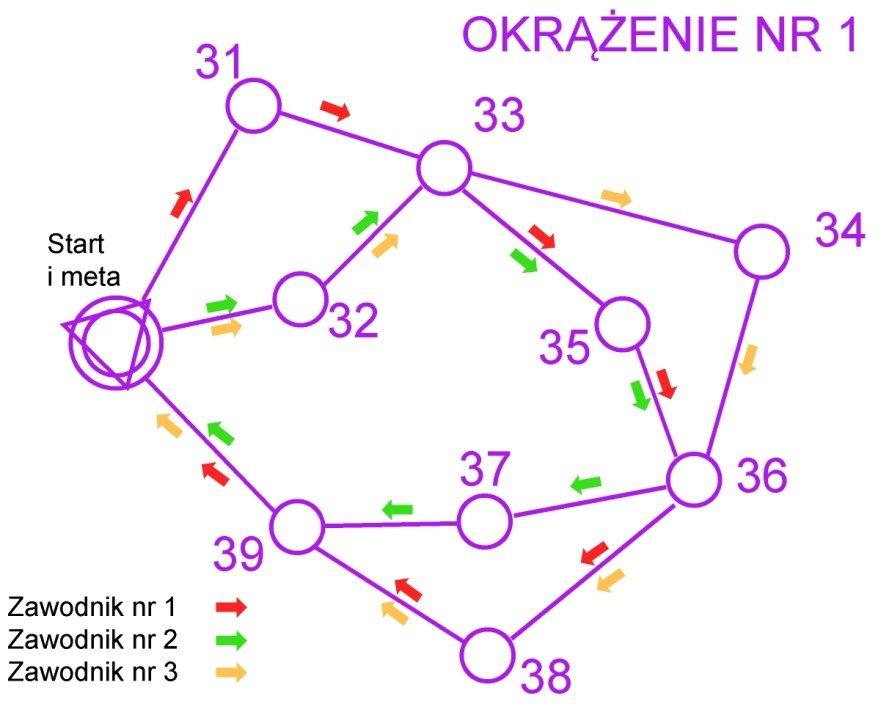 OKRĄŻENIE NR 1
31
33
34
Start
i meta
32
35
37
36
39
38
Zawodnik nr 1
Zawodnik nr 2
Zawodnik nr 3